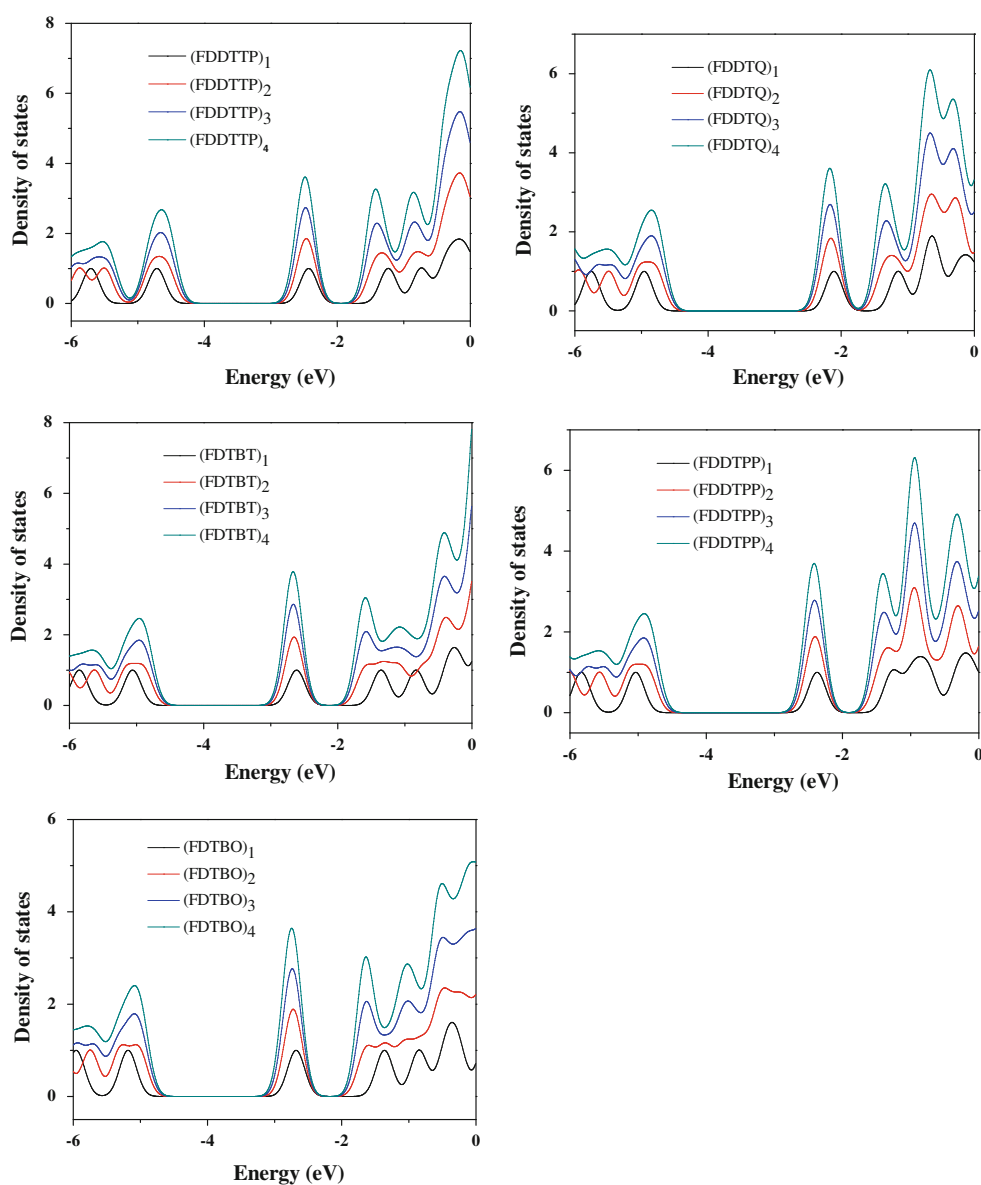 8
6
4
2
0
Density of states
(FDDTTP)1
(FDDTTP)2
(FDDTTP)3
(FDDTTP)4
-6
-4
-2
0
Energy (eV)
6
4
2
0
Density of states
(FDDTQ)1
(FDDTQ)2
(FDDTQ)3
(FDDTQ)4
-6
-4
-2
0
Energy (eV)
8
6
4
2
0
Density of states
(FDTBT)1
(FDTBT)2
(FDTBT)3
(FDTBT)4
-6
-4
-2
0
Energy (eV)
6
4
2
0
Density of states
(FDDTPP)1
(FDDTPP)2
(FDDTPP)3
(FDDTPP)4
-6
-4
-2
0
Energy (eV)
6
4
2
0
Density of states
(FDTBO)1
(FDTBO)2
(FDTBO)3
(FDTBO)4
-6
-4
-2
0
Energy (eV)